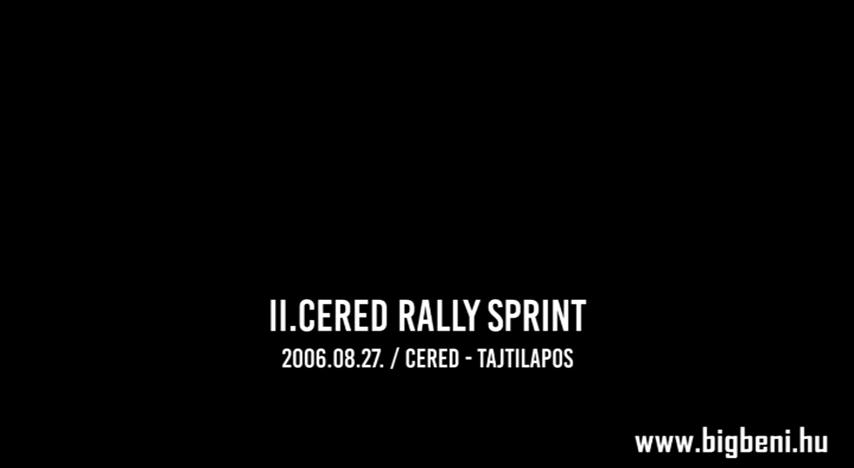 II.CERED RALLY SPRINT
2006.08.27. / CERED - TAJTILAPOS
www.bigbeni.hu